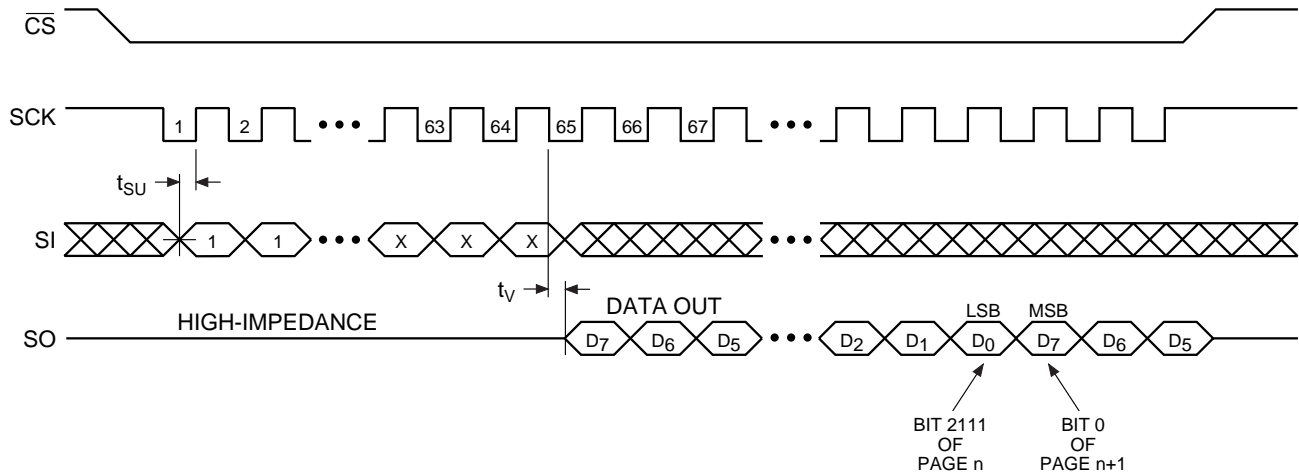 CS
SCK
1 2 ••• 63 64 65 66 67 •••
tSU
SI
1 1 ••• X X X •••
tV
DATA OUT
HIGH-IMPEDANCE
LSB MSB
SO
D7 D6 D5 ••• D2 D1 D0 D7 D6 D5
BIT 2111
OF
PAGE n
BIT 0
OF
PAGE n+1